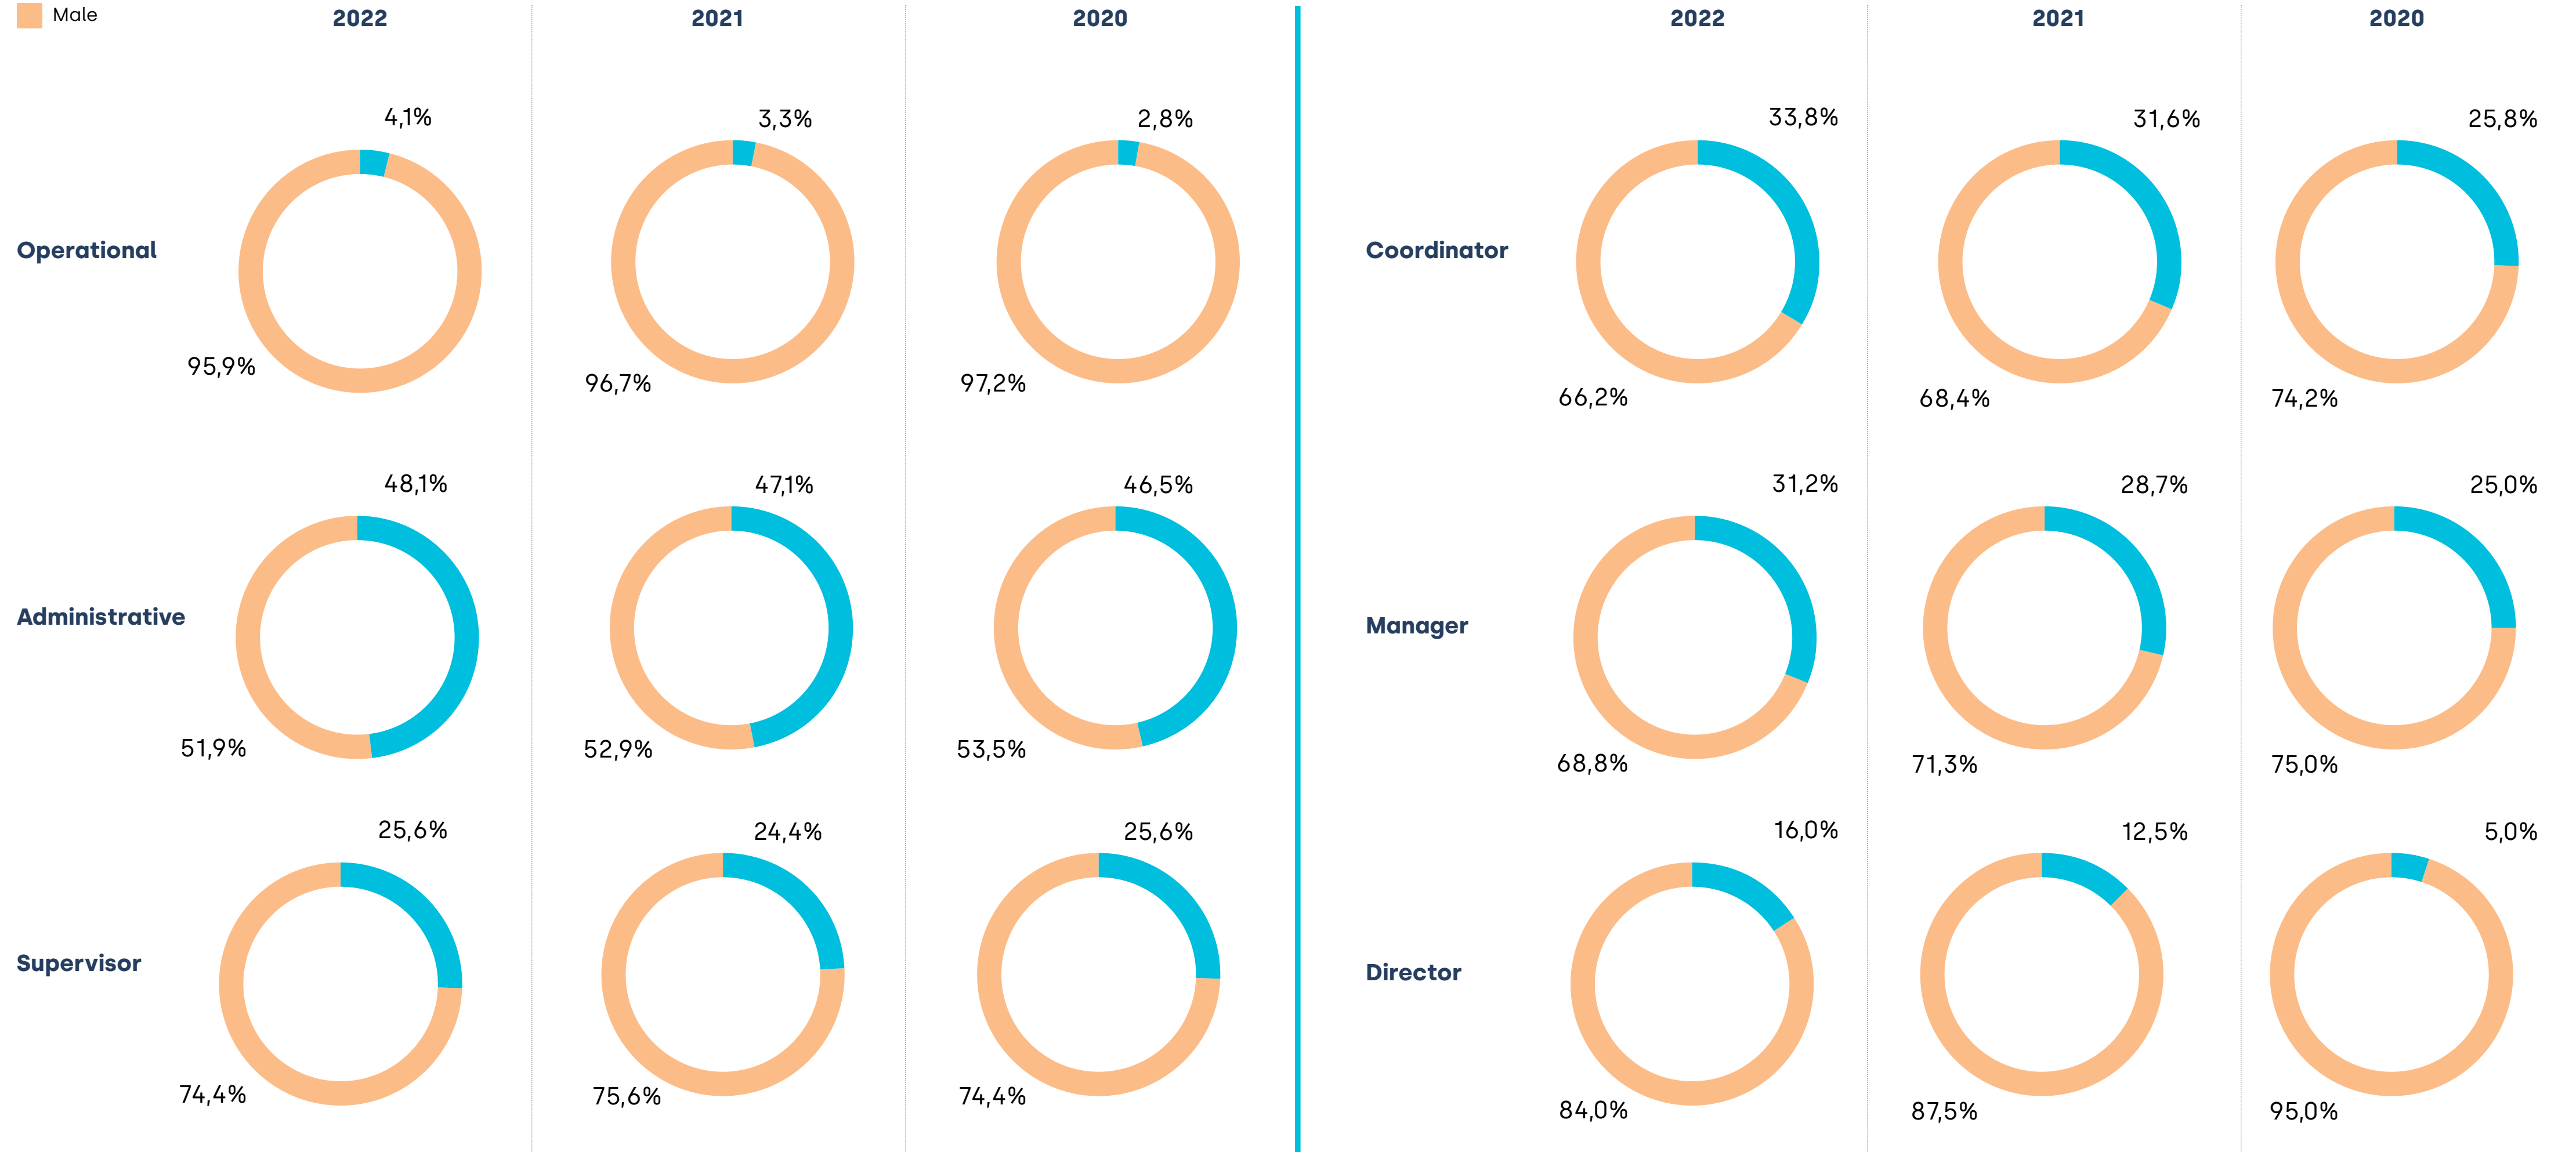 Male
2022 2021 2020
Operational
4,1% 3,3% 2,8%
95,9% 96,7% 97,2%
Administrative
48,1% 47,1% 46,5%
51,9% 52,9% 53,5%
Supervisor
25,6% 24,4% 25,6%
74,4% 75,6% 74,4%
2022 2021 2020
Coordinator
33,8% 31,6% 25,8%
66,2% 68,4% 74,2%
Manager
31,2% 28,7% 25,0%
68,8% 71,3% 75,0%
Director
16,0% 12,5% 5,0%
84,0% 87,5% 95,0%